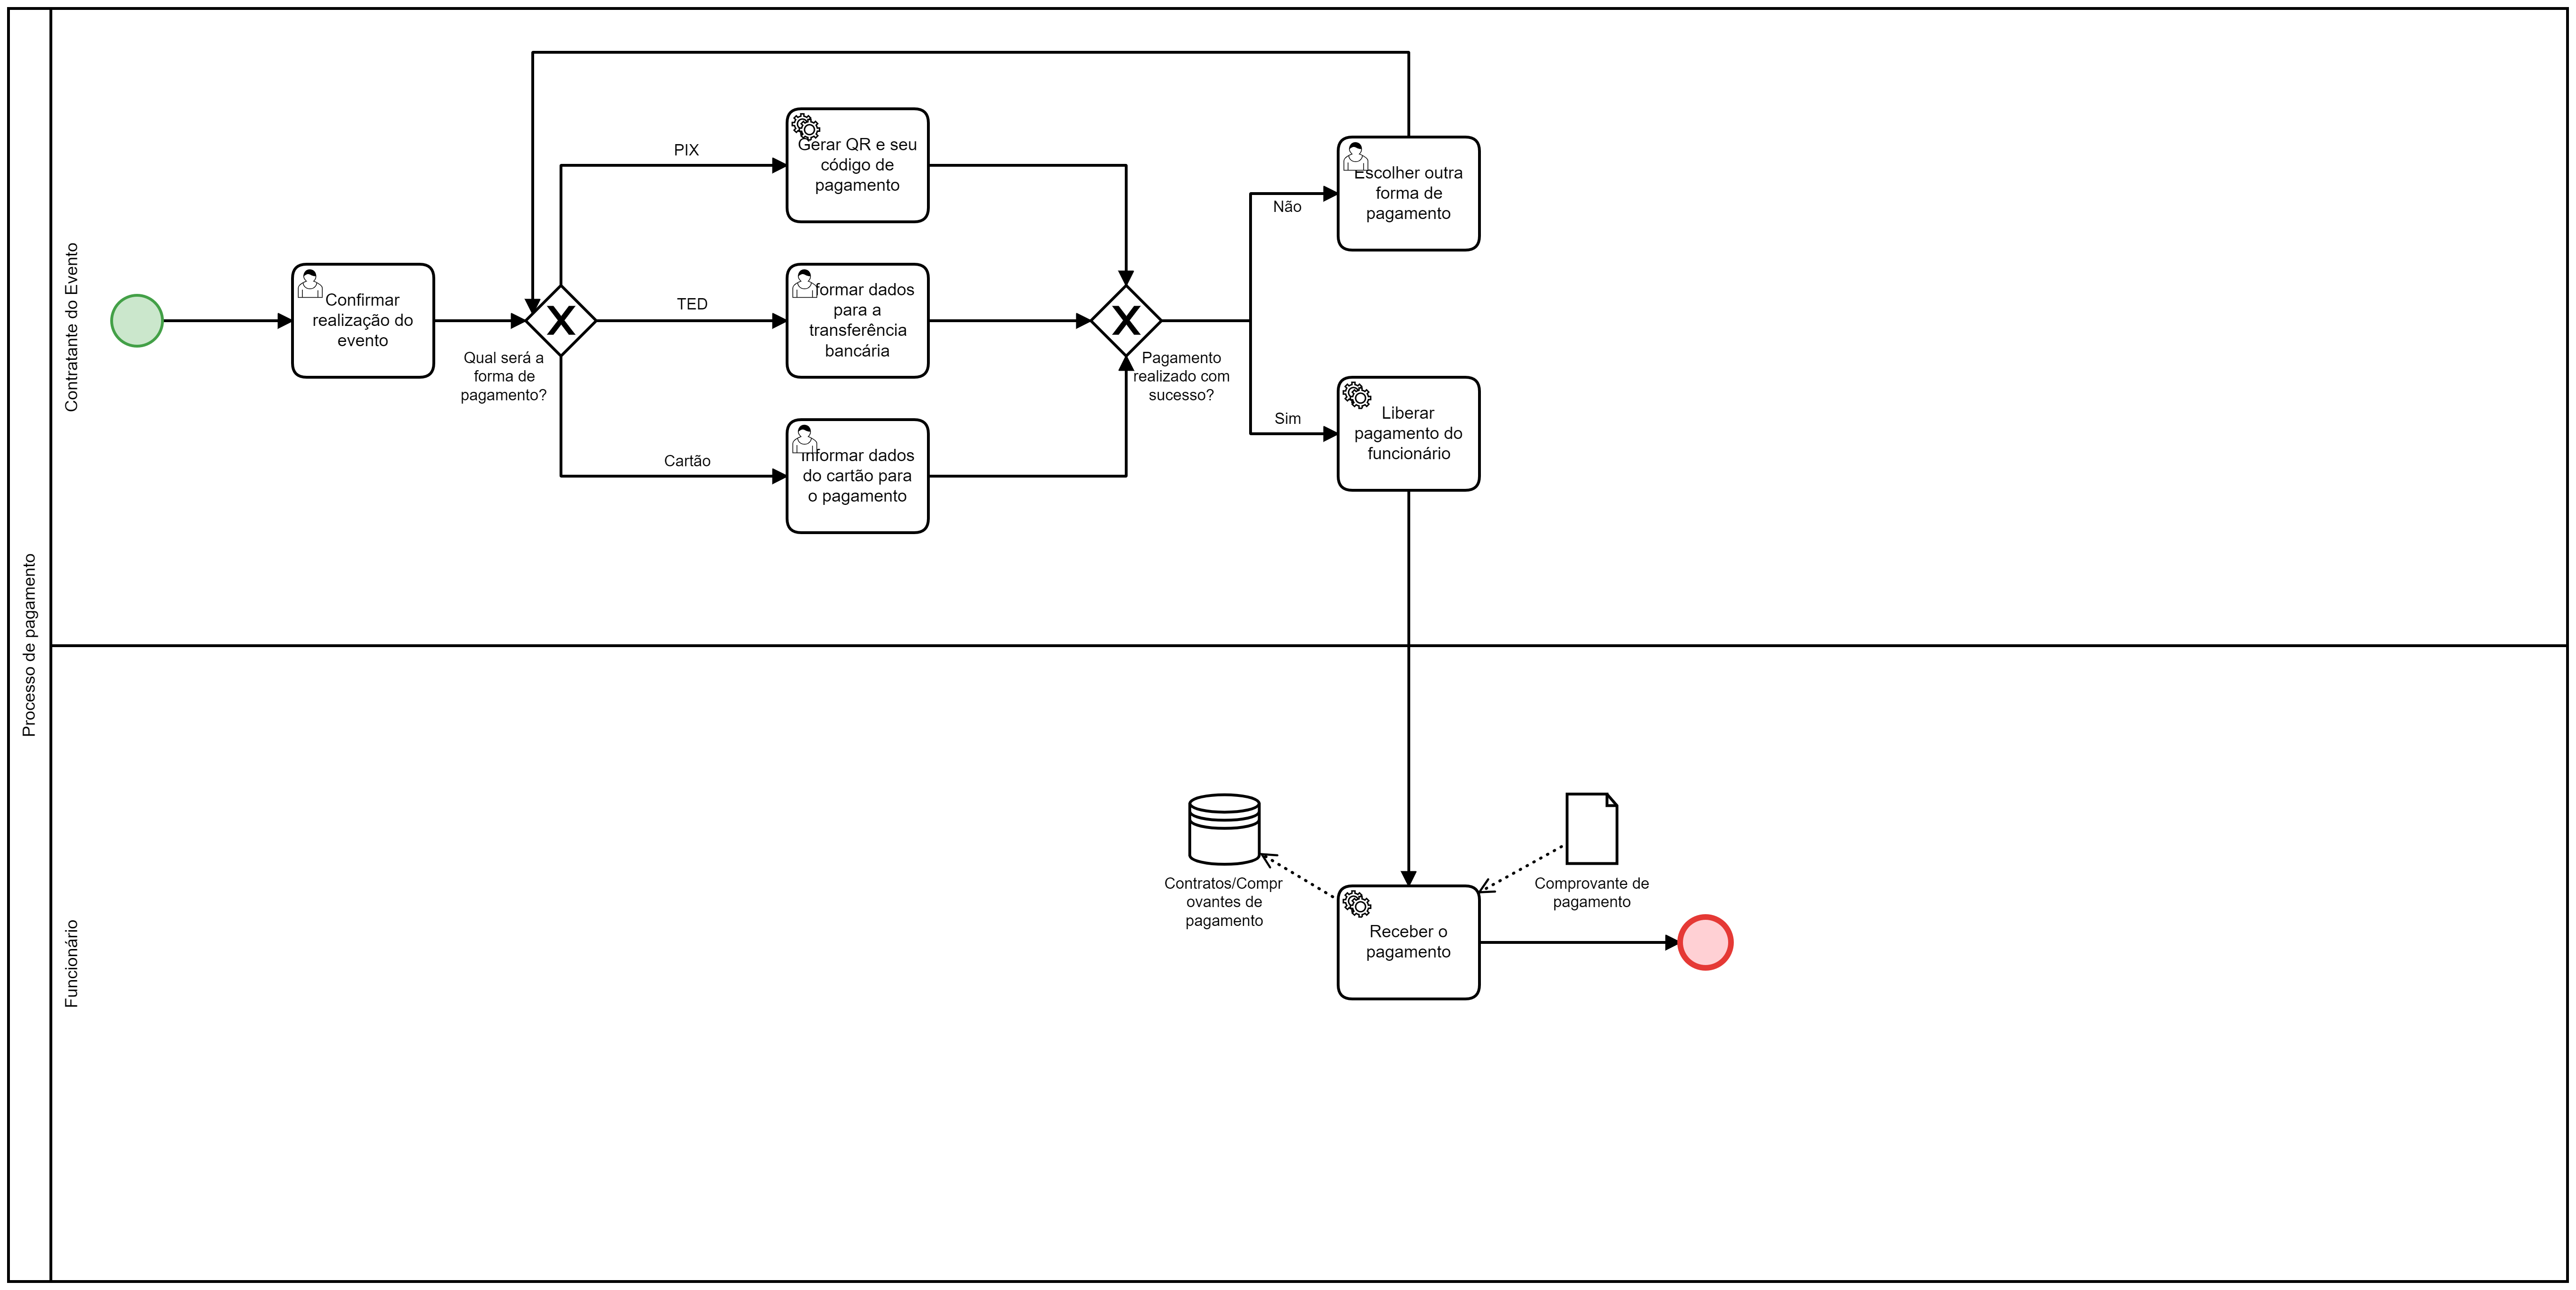 Processo de pagamento
Contratante do Evento
Confirmar
realização do
evento
Qual será a
forma de
pagamento?
PIX
TED
Cartão
Gerar QR e seu
código de
pagamento
formar dados
para a
transferência
bancária
Informar dados
do cartão para
o pagamento
Pagamento
realizado com
sucesso?
Não
Sim
Escolher outra
forma de
pagamento
Liberar
pagamento do
funcionário
Funcionário
Contratos/Compr
ovantes de
pagamento
Comprovante de
pagamento
Receber o
pagamento